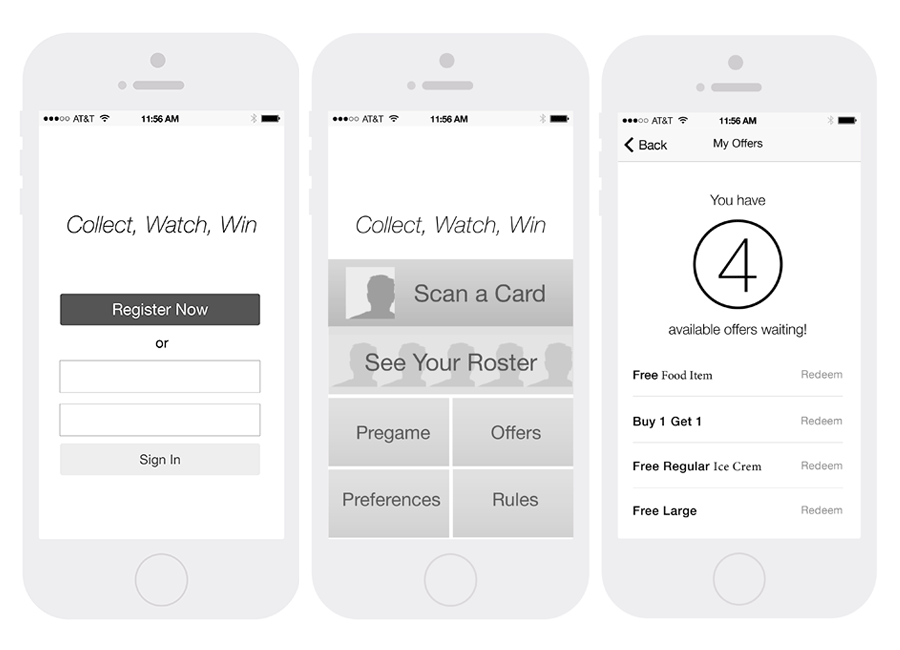 AT&T 11:56 AM
Collect, Watch, Win
Register Now
or
Sign In
AT&T 11:56 AM
Collect, Watch, Win
Scan a Card
See Your Roster
Pregame Offers
Preferences Rules
AT&T 11:56 AM
Back My Offers
You have
4
available offers waiting!
Free Food Item Redeem
Buy 1 Get 1 Redeem
Free Regular Ice Crem Redeem
Free Large Redeem